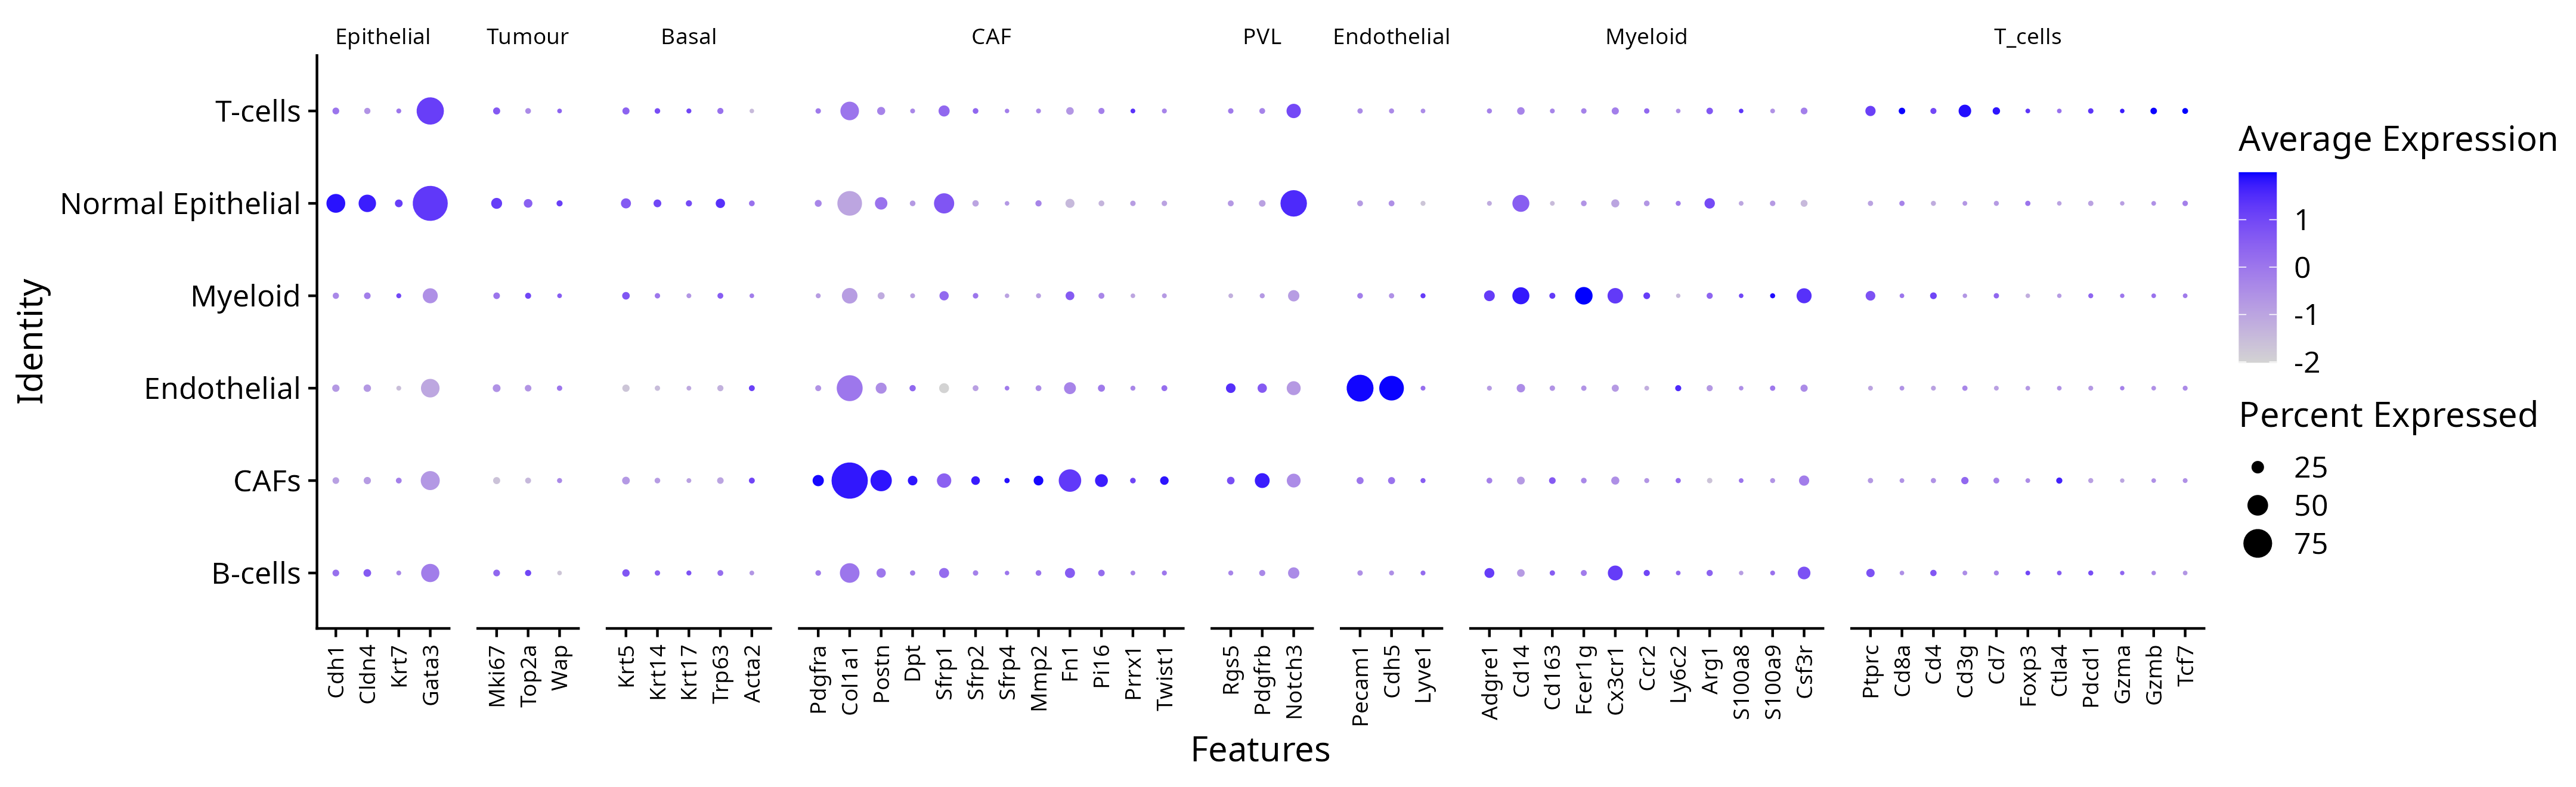 Epithelial Tumour Basal CAF PVL Endothelial Myeloid T_cells
Identity
T-cells
Normal Epithelial
Myeloid
Endothelial
CAFs
B-cells
Cdh1 Cldn4 Krt7 Gata3 Mki67 Top2a Wap Krt5 Krt14 Krt17 Trp63 Acta2 Pdgfra Col1a1 Postn Dpt Sfrp1 Sfrp2 Sfrp4 Mmp2 Fn1 Pi16 Prrx1 Twist1 Rgs5 Pdgfrb Notch3 Pecam1 Cdh5 Lyve1 Adgre1 Cd14 Cd163 Fcer1g Cx3cr1 Ccr2 Ly6c2 Arg1 S100a8 S100a9 Csf3r Ptprc Cd8a Cd4 Cd3g Cd7 Foxp3 Ctla4 Pdcd1 Gzma Gzmb Tcf7
Features
Average Expression
1
0
-1
-2
Percent Expressed
25
50
75